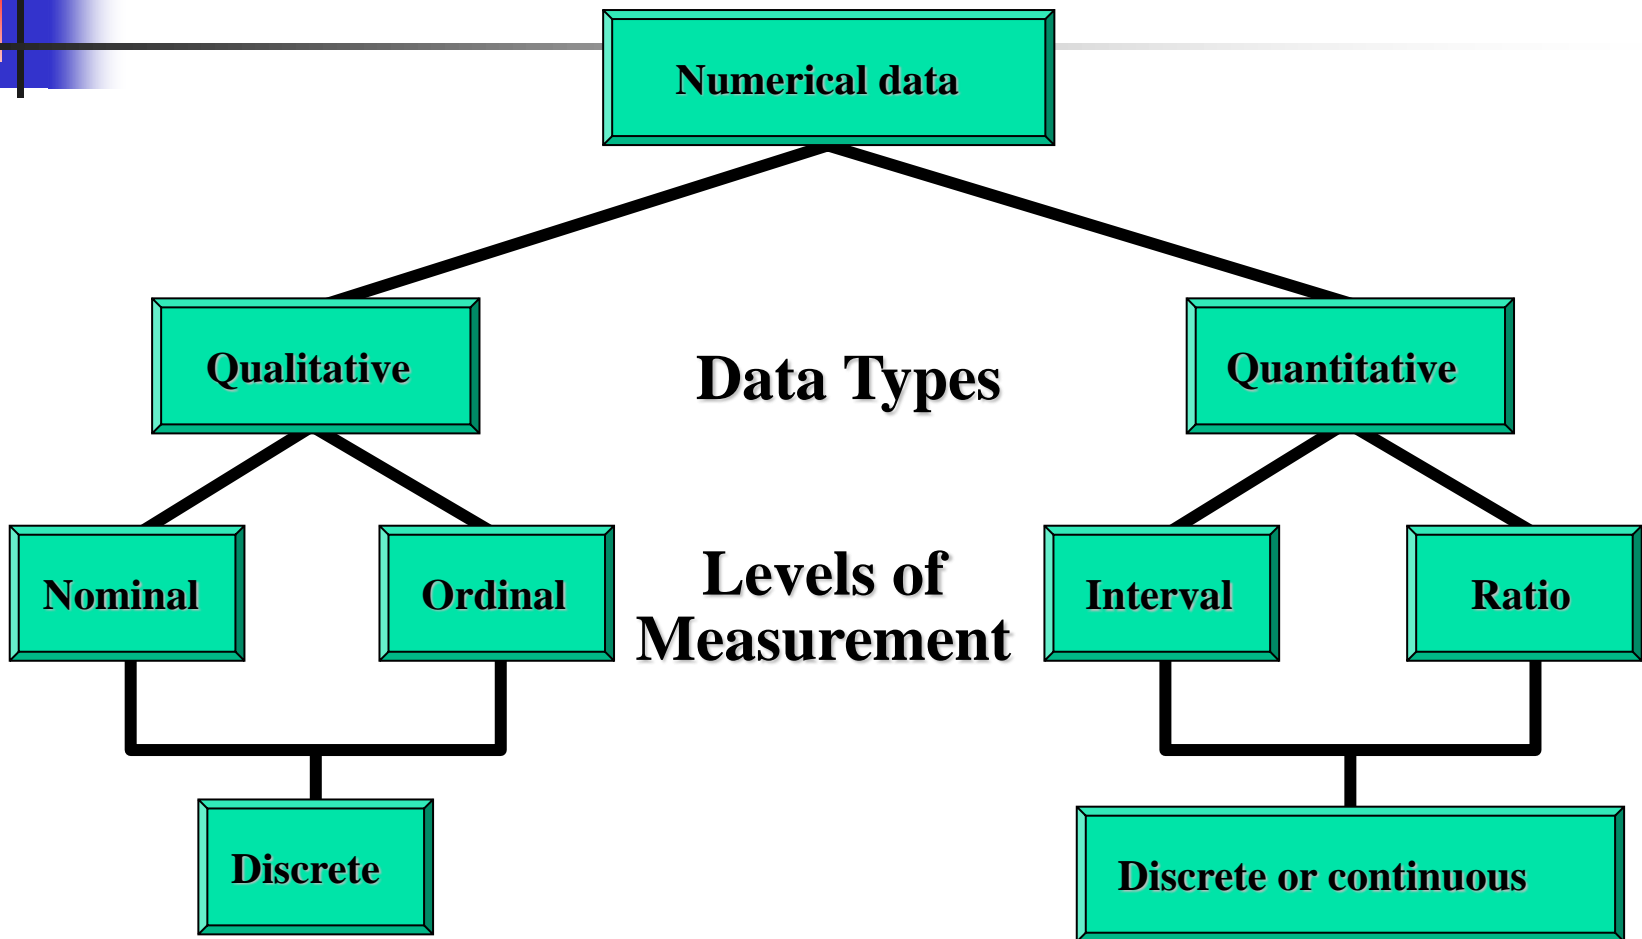 Numerical data
Qualitative
Data Types
Quantitative
Nominal
Ordinal
Levels of
Measurement
Interval
Ratio
Discrete
Discrete or continuous